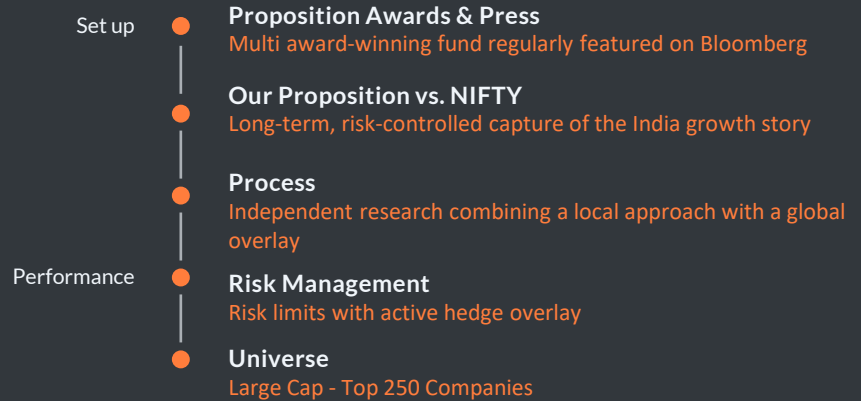 Set up
Proposition Awards & Press
Multi award-winning fund regularly featured on Bloomberg
Our Proposition vs. NIFTY
Long-term, risk-controlled capture of the India growth story
Process
Independent research combining a local approach with a global
overlay
Performance
Risk Management
Risk limits with active hedge overlay
Universe
Large Cap - Top 250 Companies